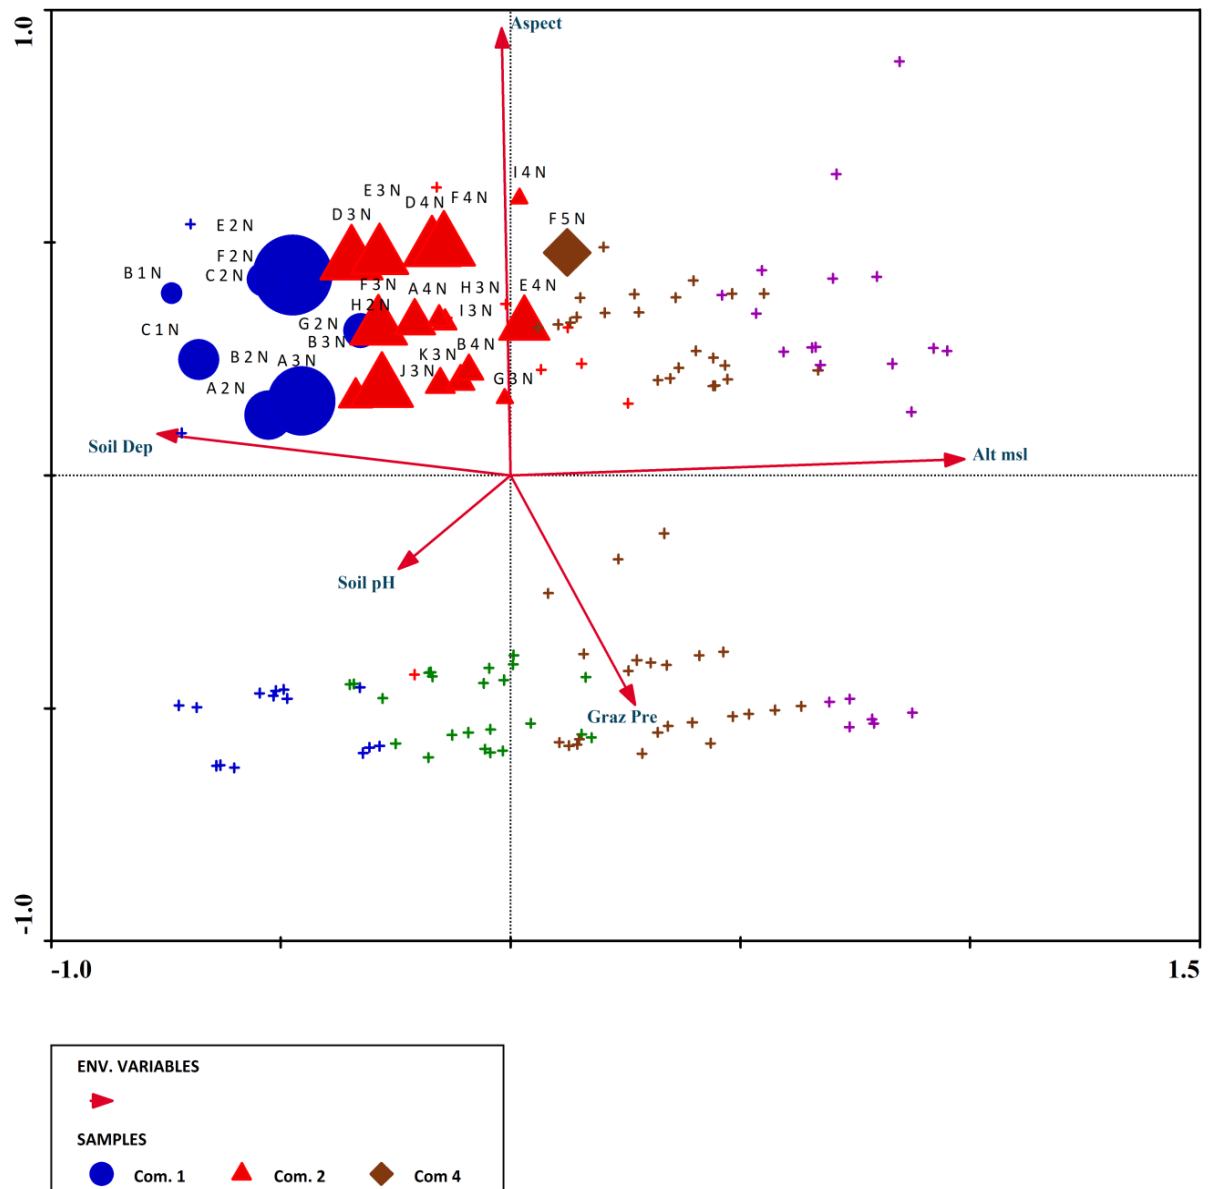 1.0
Aspect
I 4 N
E 3 N
F 4 N
D 4 N
D 3 N
F 5 N
E 2 N
F 2 N
C 2 N
B 1 N
F 3 N
A 4 N
H 3 N
E 4 N
H 2 N
I 3 N
G 2 N
C 1 N
B 3 N
B 4 N
K 3 N
B 2 N
A 3 N
J 3 N
G 3 N
A 2 N
Soil Dep
Alt msl
Soil pH
Graz Pre
-1.0
-1.0
1.5
ENV. VARIABLES
SAMPLES
Com. 1 Com. 2 Com 4